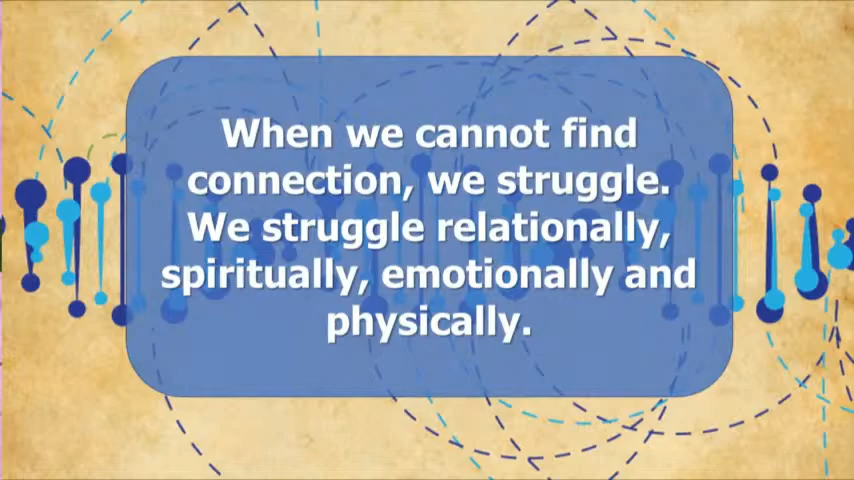 When we cannot find
connection, we struggle.
We struggle relationally,
spiritually, emotionally and
physically.